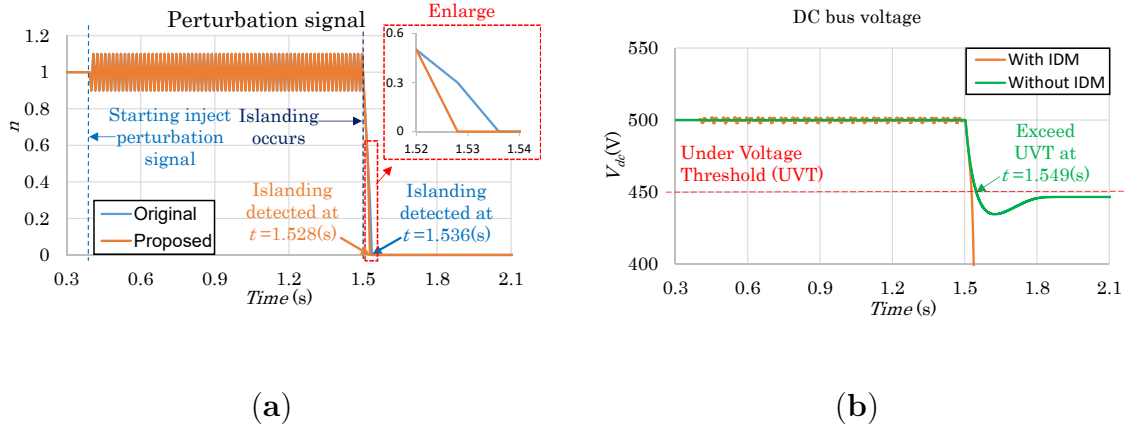 Perturbation signal
Enlarge
1.2
1
0.8
0.6
0.4
0.2
0
n
0.3
0.6
0.9
1.2
1.5
1.8
2.1
Time (s)
Starting inject
perturbation
signal
Islanding
occurs
0.6
0.3
0
1.52
1.53
1.54
Original
Proposed
Islanding
detected at
t=1.528(s)
Islanding
detected at
t=1.536(s)
(a)
DC bus voltage
550
500
450
400
Vdc(V)
0.3
0.6
0.9
1.2
1.5
1.8
2.1
Time (s)
With IDM
Without IDM
Under Voltage
Threshold (UVT)
Exceed
UVT at
t=1.549(s)
(b)